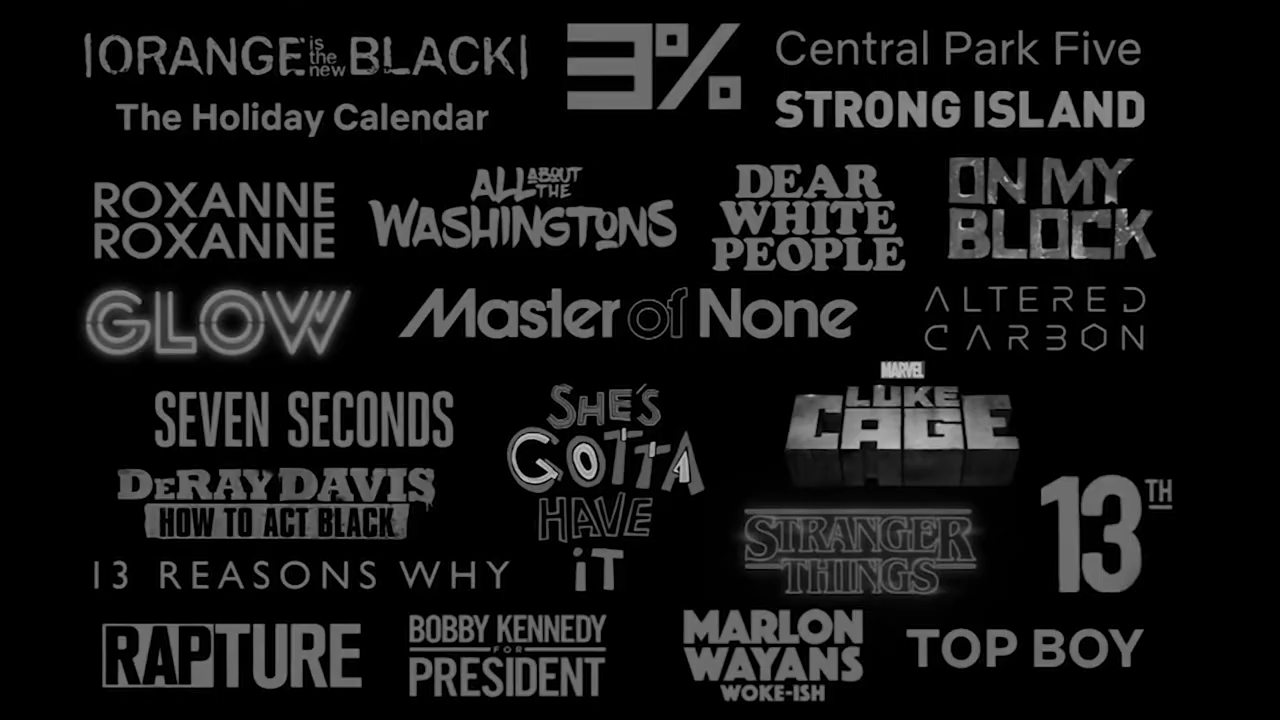 ORANGE is the new BLACK
The Holiday Calendar
3%
Central Park Five
STRONG ISLAND
ROXANNE
ROXANNE
ALL ABOUT THE
WASHINGTONS
DEAR
WHITE
PEOPLE
ON MY
BLOCK
GLOW
Master of None
ALTERED
CARBON
SEVEN SECONDS
SHE'S
GOTTA
HAVE
iT
MARVEL
LUKE
CAGE
DERAY DAVIS
HOW TO ACT BLACK
STRANGER
THINGS
13TH
13 REASONS WHY
RAPTURE
BOBBY KENNEDY
FOR
PRESIDENT
MARLON
WAYANS
WOKE-ISH
TOP BOY